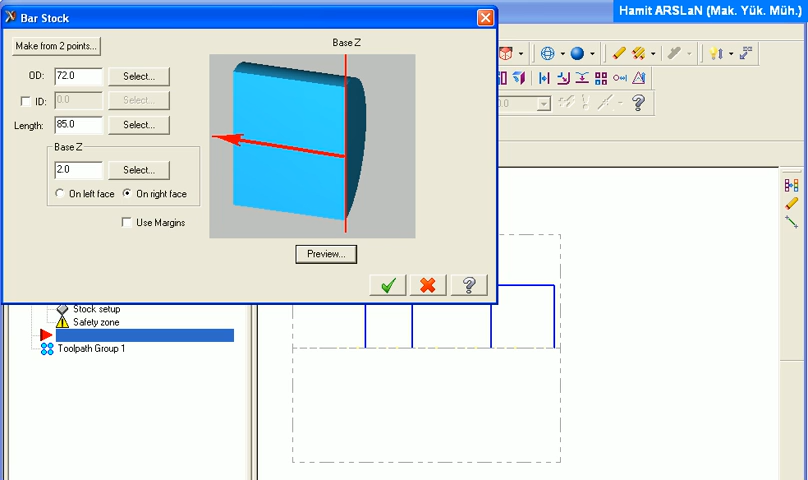 Hamit ARSLaN (Mak. Yük. Müh.)
Bar Stock
Make from 2 points...
Base Z
OD: 72.0 Select...
ID: 0.0 Select...
Length: 85.0 Select...
Base Z
2.0 Select...
On left face On right face
Use Margins
Preview...
Stock setup
Safety zone
Toolpath Group 1